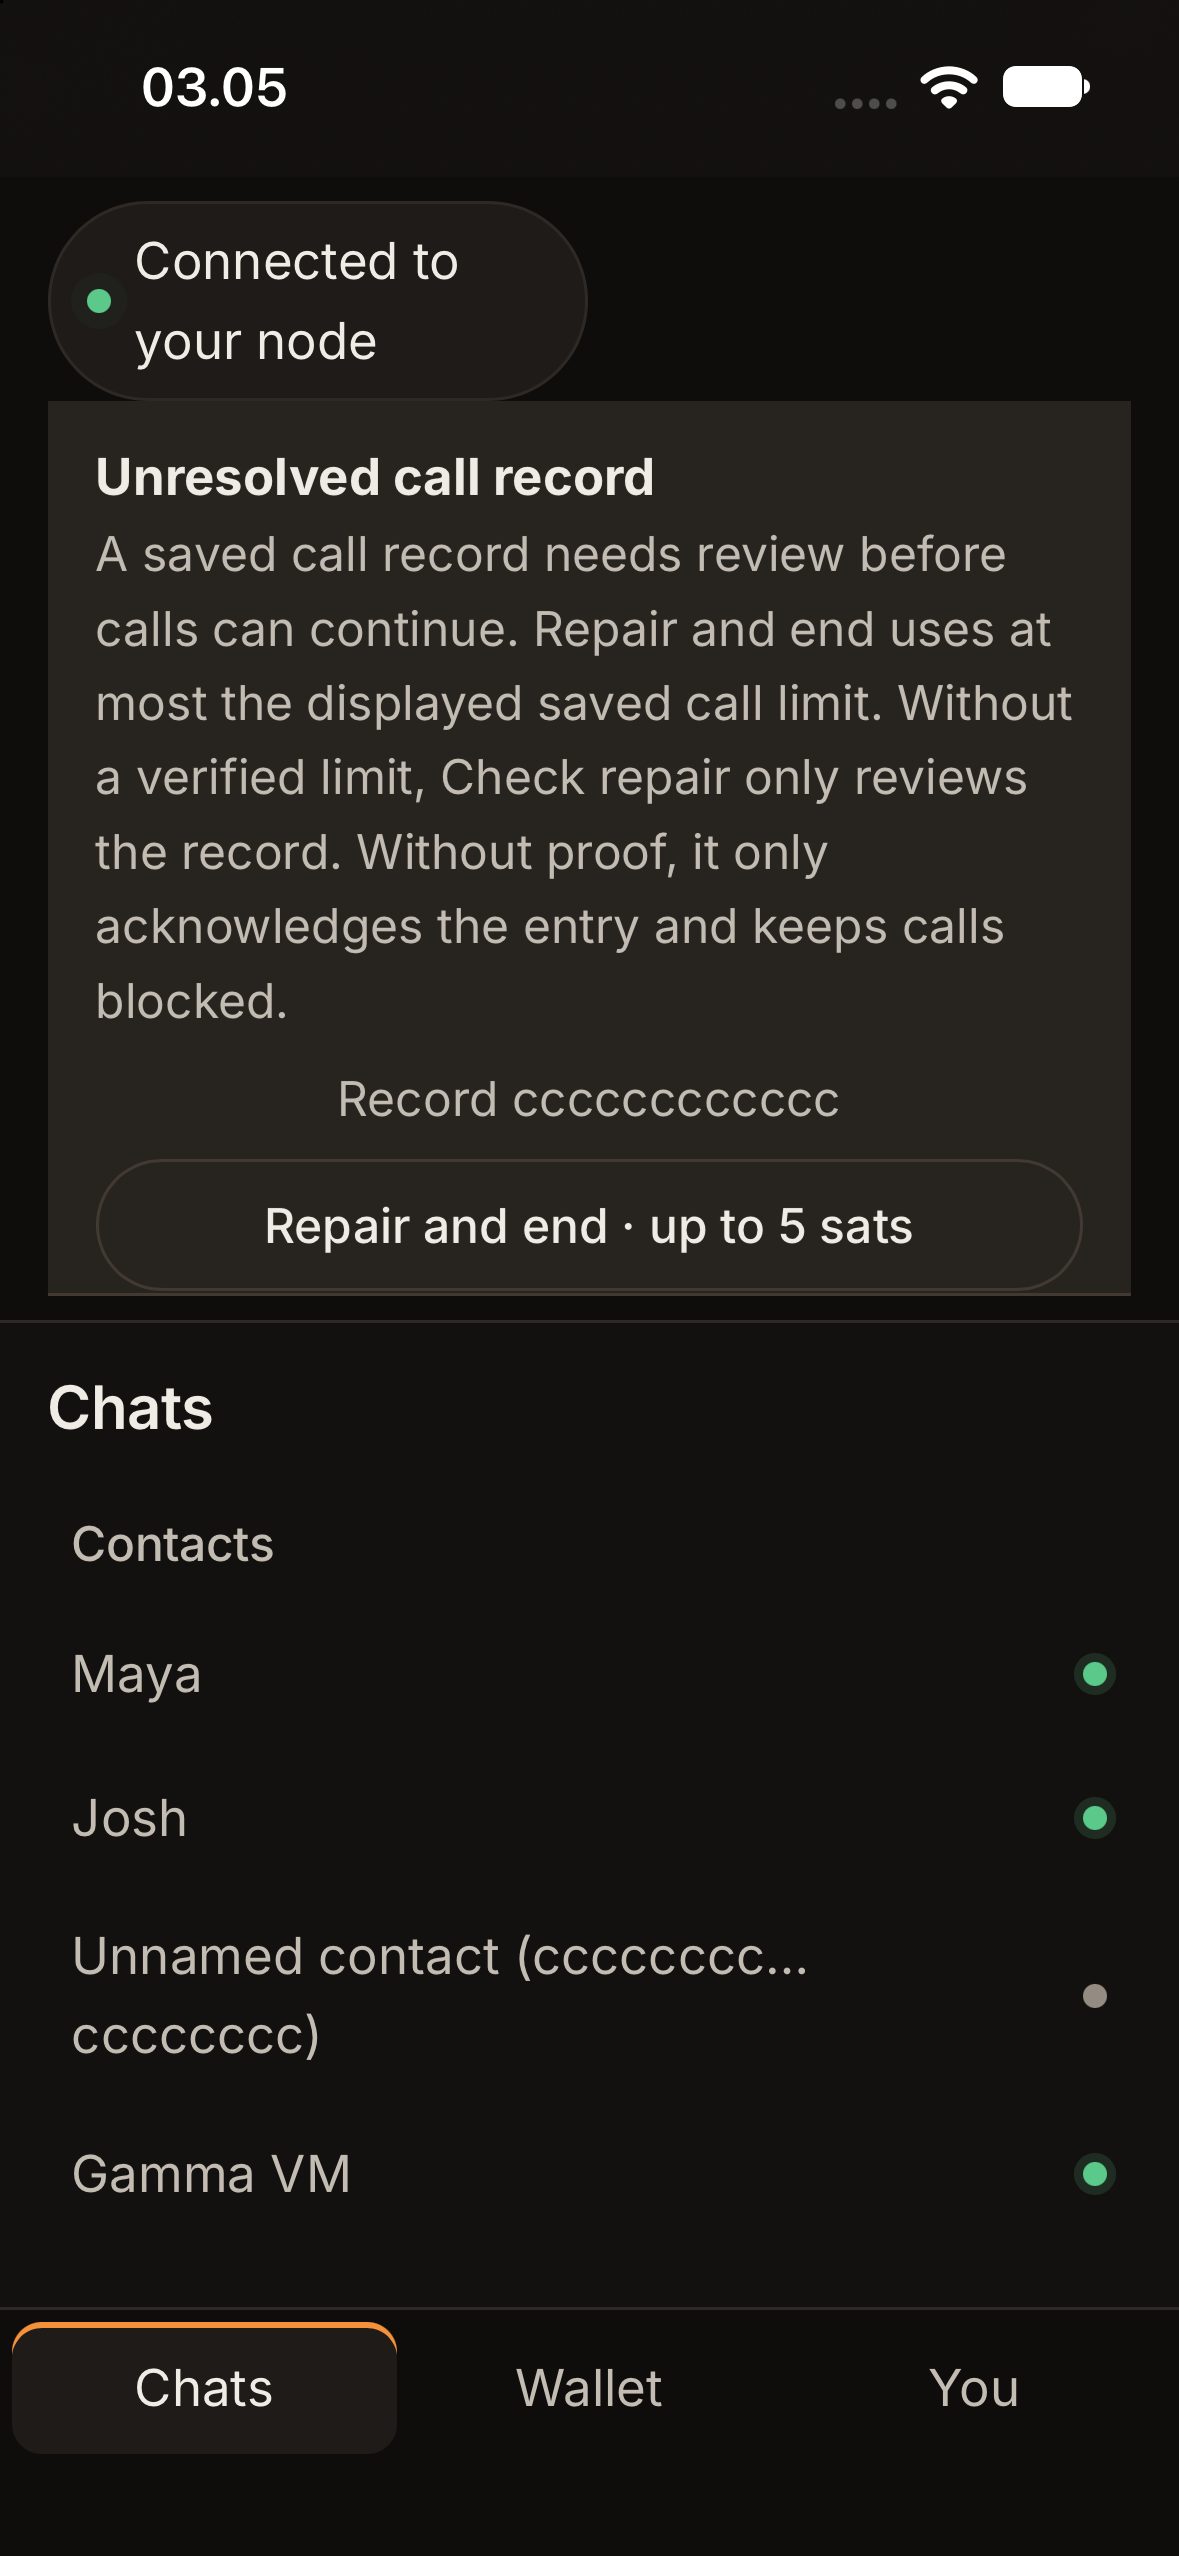 03.05
Connected to
your node
Unresolved call record
A saved call record needs review before
calls can continue. Repair and end uses at
most the displayed saved call limit. Without
a verified limit, Check repair only reviews
the record. Without proof, it only
acknowledges the entry and keeps calls
blocked.
Record cccccccccccc
Repair and end · up to 5 sats
Chats
Contacts
Maya
Josh
Unnamed contact (cccccccc…
cccccccc)
Gamma VM
Chats
Wallet
You